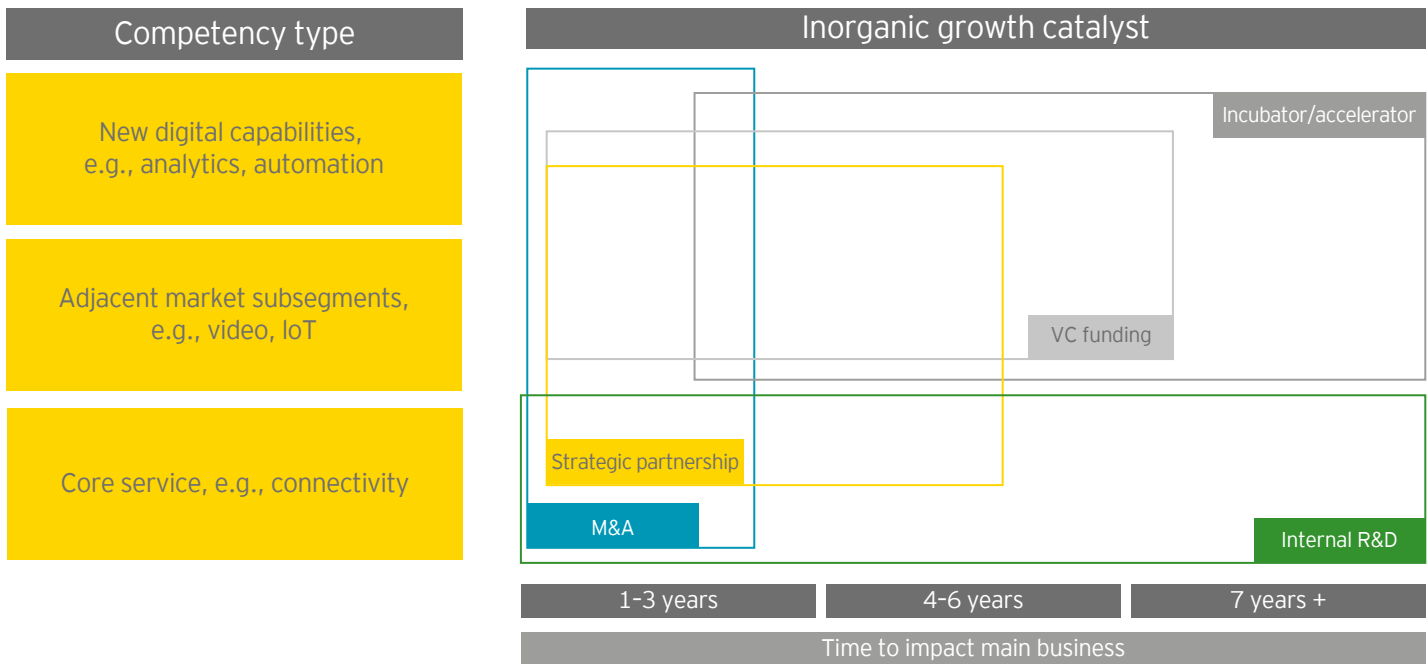 Competency type
New digital capabilities,
e.g., analytics, automation
Adjacent market subsegments,
e.g., video, IoT
Core service, e.g., connectivity
Inorganic growth catalyst
Incubator/accelerator
VC funding
Strategic partnership
M&A
Internal R&D
1–3 years
4–6 years
7 years +
Time to impact main business